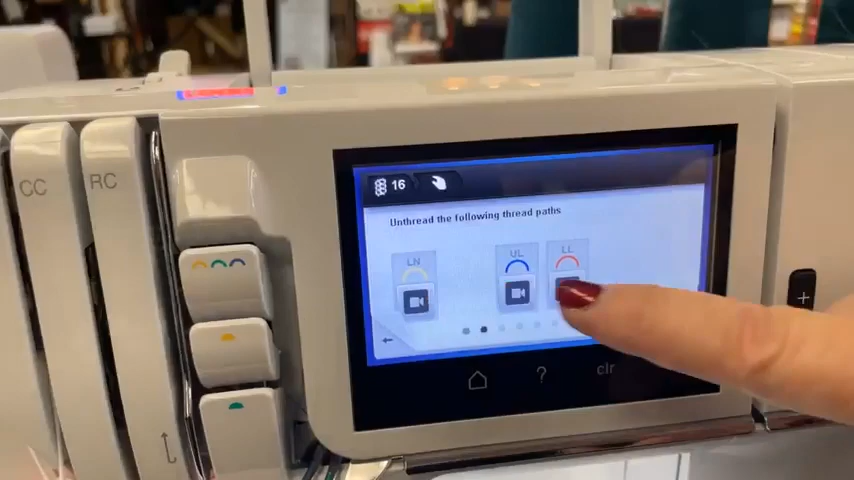 CC
RC
16
Unthread the following thread paths
LN
UL
LL
?
clr
+